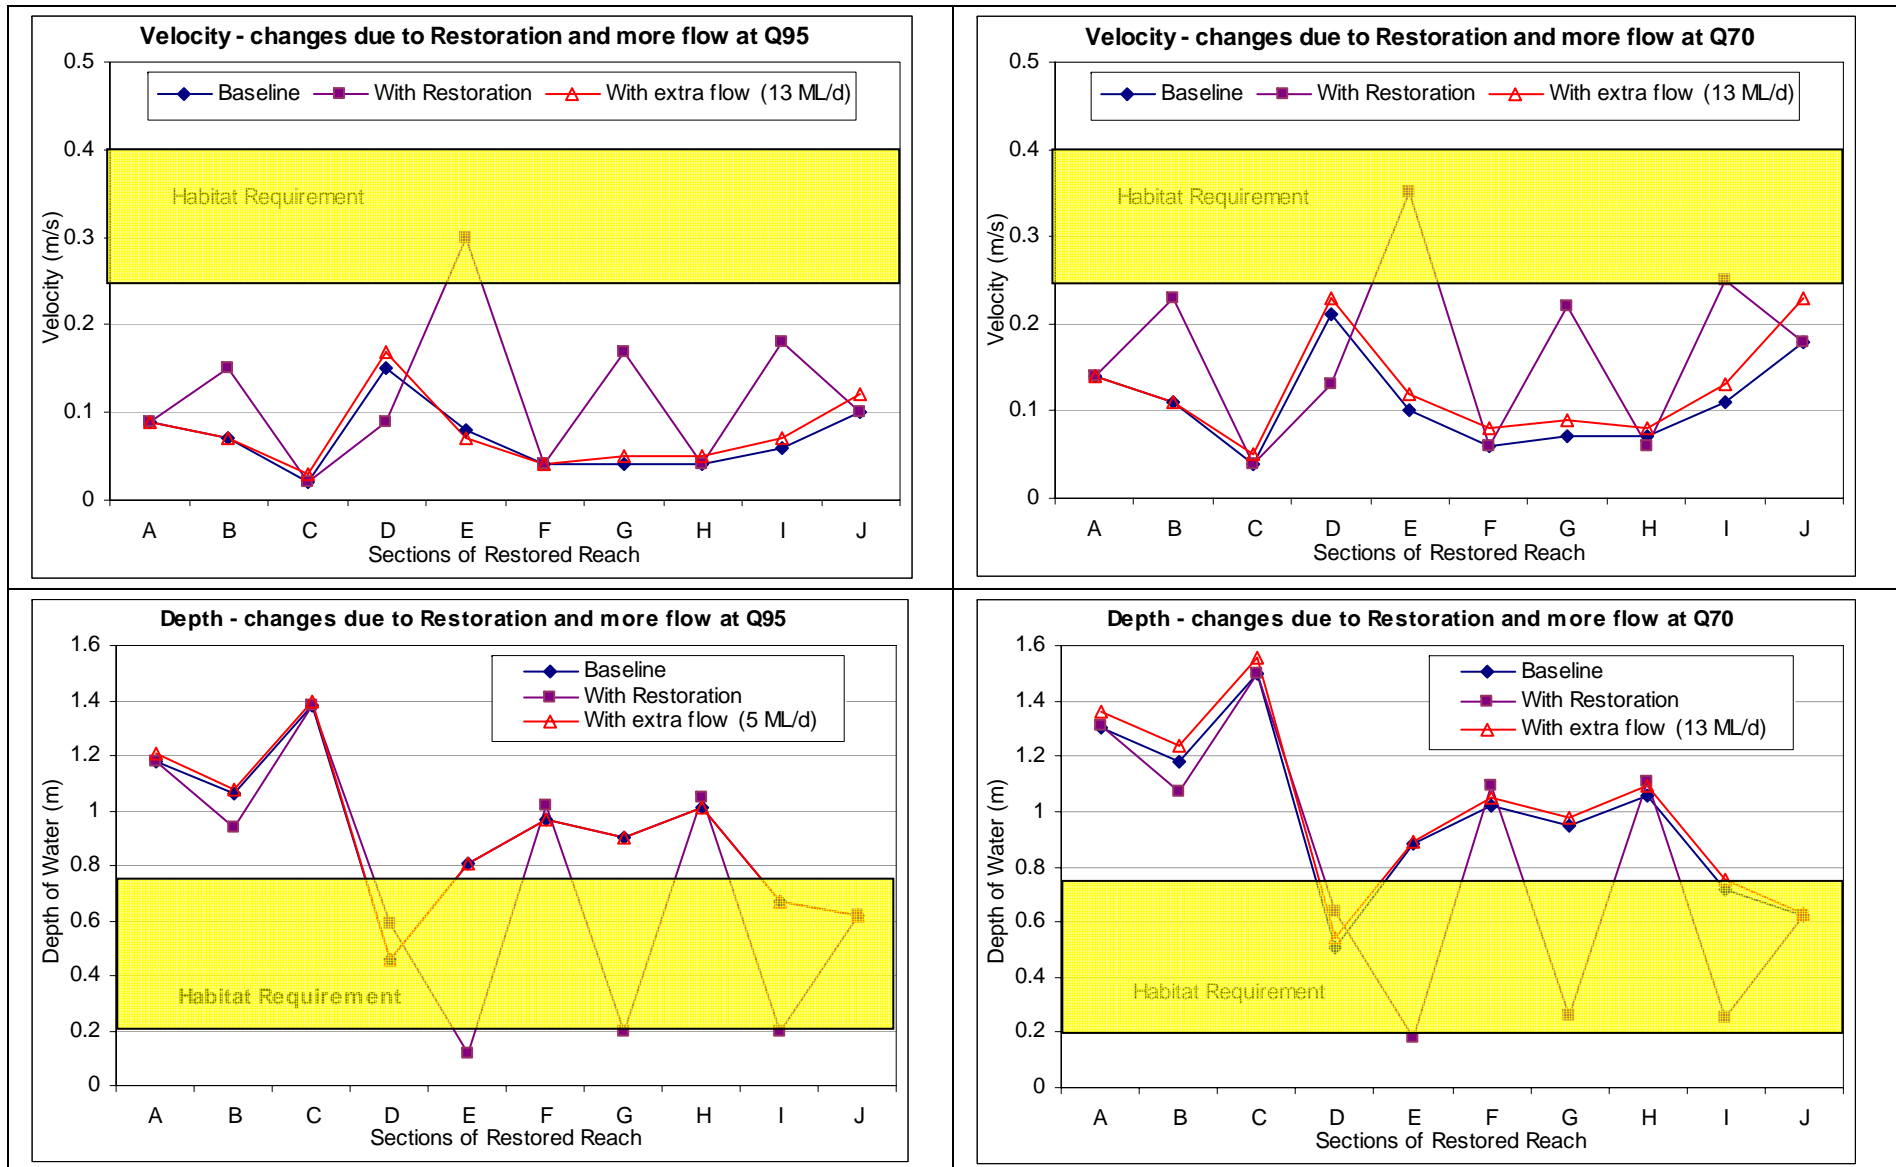 Velocity - changes due to Restoration and more flow at Q95
0.5
Baseline With Restoration With extra flow (13 ML/d)
0.4
Habitat Requirement
0.3
0.2
0.1
0
Velocity (m/s)
A B C D E F G H I J
Sections of Restored Reach
Velocity - changes due to Restoration and more flow at Q70
0.5
Baseline With Restoration With extra flow (13 ML/d)
0.4
Habitat Requirement
0.3
0.2
0.1
0
Velocity (m/s)
A B C D E F G H I J
Sections of Restored Reach
Depth - changes due to Restoration and more flow at Q95
1.6
Baseline
With Restoration
With extra flow (5 ML/d)
1.4
1.2
1
0.8
0.6
0.4
Habitat Requirement
0.2
0
Depth of Water (m)
A B C D E F G H I J
Sections of Restored Reach
Depth - changes due to Restoration and more flow at Q70
1.6
Baseline
With Restoration
With extra flow (13 ML/d)
1.4
1.2
1
0.8
0.6
0.4
Habitat Requirement
0.2
0
Depth of Water (m)
A B C D E F G H I J
Sections of Restored Reach